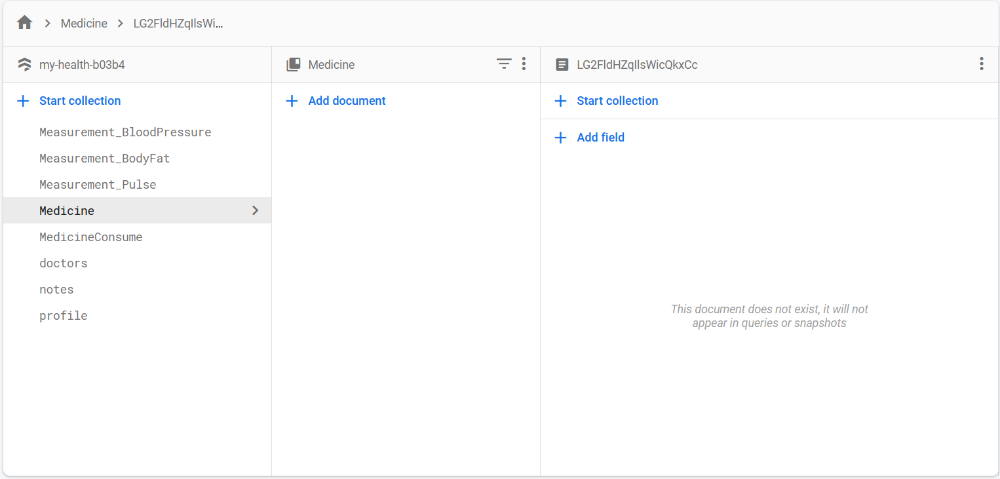 Medicine
LG2FldHZqIlsWi...
my-health-b03b4
Medicine
LG2FldHZqIlsWicQkxCc
Start collection
Add document
Start collection
Measurement_BloodPressure
Add field
Measurement_BodyFat
Measurement_Pulse
Medicine
MedicineConsume
doctors
notes
profile
This document does not exist, it will not
appear in queries or snapshots